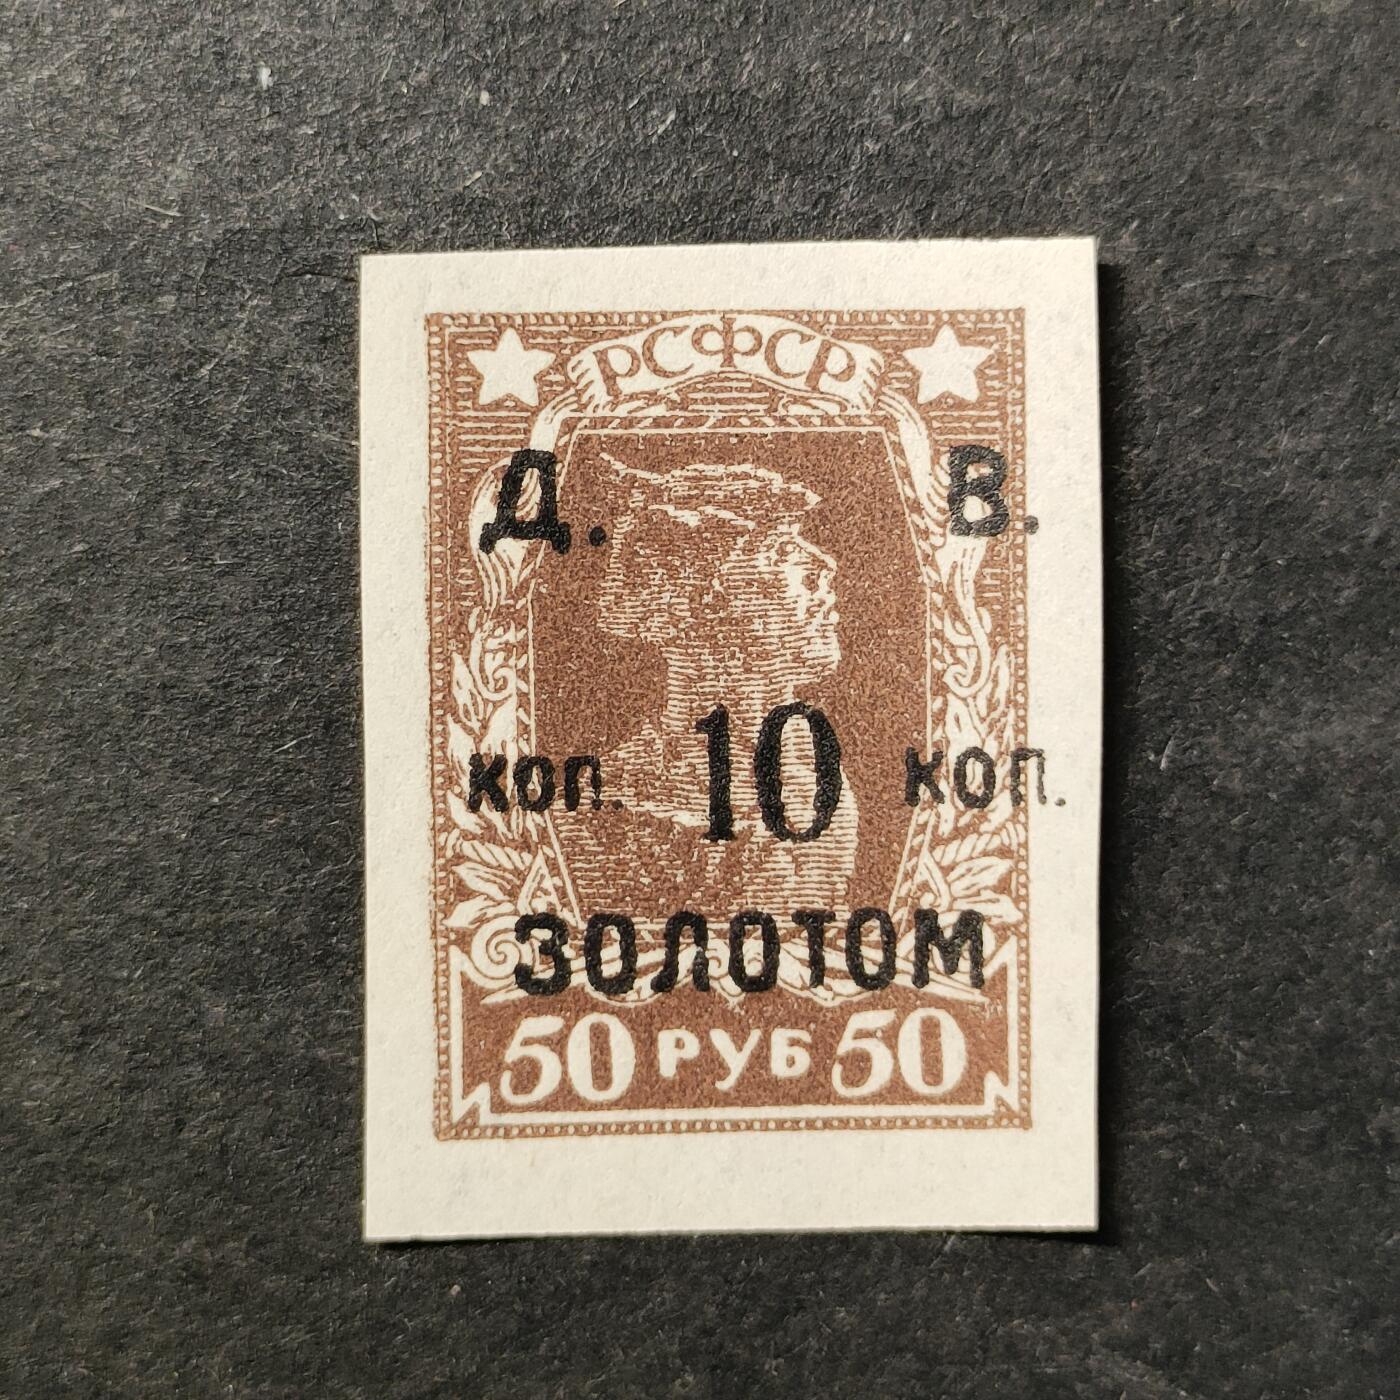 РСФСР
Д. В.
коп. 10 коп.
золотом
50 РУБ 50